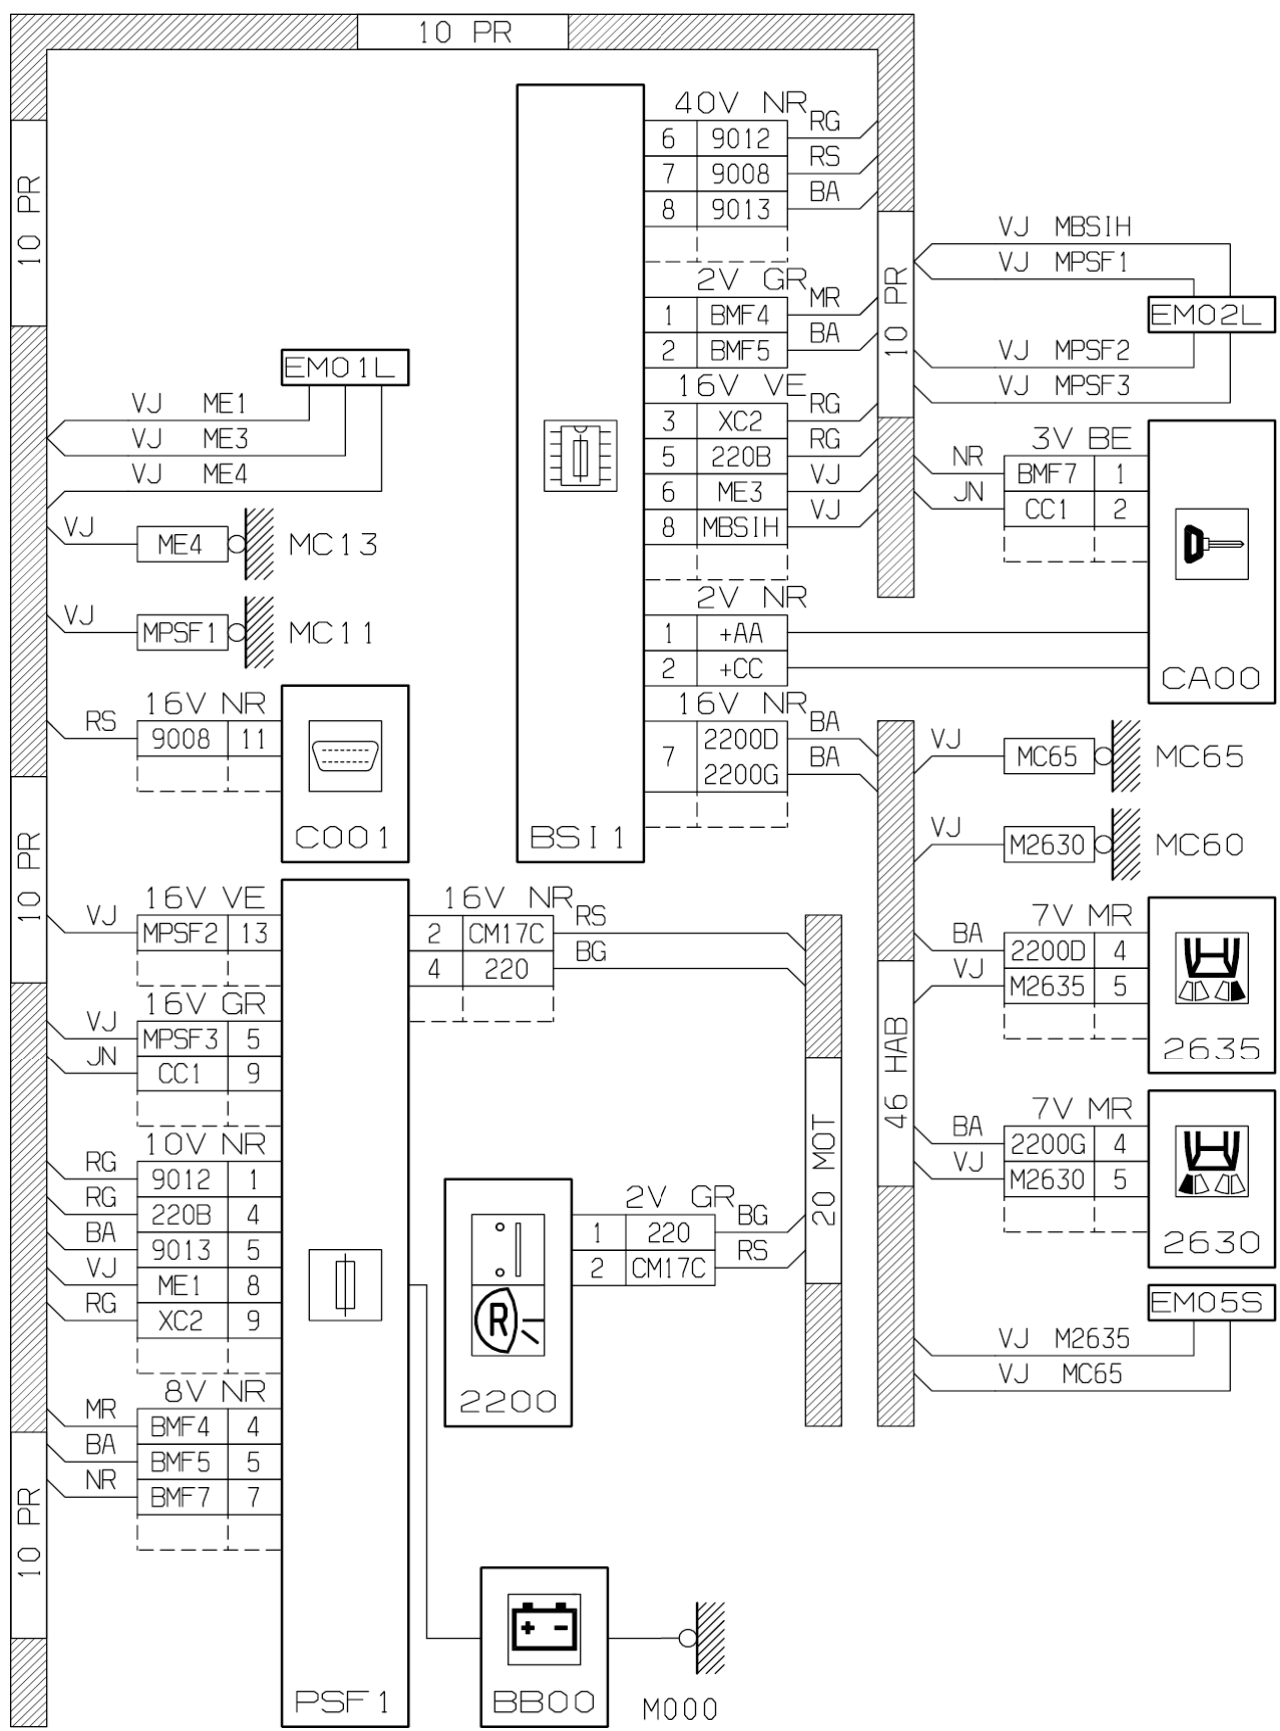 10 PR
10 PR
EM01L
VJ ME1
VJ ME3
VJ ME4
VJ ME4 MC13
VJ MPSF1 MC11
16V NR
RS 9008 11
C001
10 PR
16V VE
VJ MPSF2 13
16V GR
VJ MPSF3 5
JN CC1 9
10V NR
RG 9012 1
RG 220B 4
BA 9013 5
VJ ME1 8
RG XC2 9
8V NR
MR BMF4 4
BA BMF5 5
NR BMF7 7
10 PR
PSF1
40V NR
6 9012 RG
7 9008 RS
8 9013 BA
2V GR
1 BMF4 MR
2 BMF5 BA
16V VE
3 XC2 RG
5 220B RG
6 ME3 VJ
8 MBSIH VJ
2V NR
1 +AA
2 +CC
16V NR
7 2200D BA
2200G BA
BSI1
10 PR
VJ MBSIH
VJ MPSF1
EM02L
VJ MPSF2
VJ MPSF3
3V BE
NR BMF7 1
JN CC1 2
CA00
VJ MC65 MC65
VJ M2630 MC60
16V NR
2 CM17C RS
4 220 BG
20 MOT
46 HAB
7V MR
BA 2200D 4
VJ M2635 5
2635
7V MR
BA 2200G 4
VJ M2630 5
2630
EM05S
VJ M2635
VJ MC65
2V GR
1 220 BG
2 CM17C RS
R
2200
+ -
BB00
M000